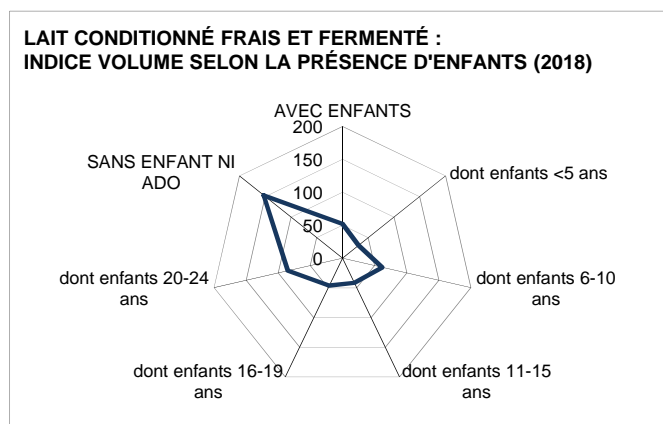 LAIT CONDITIONNÉ FRAIS ET FERMENTÉ :
INDICE VOLUME SELON LA PRÉSENCE D'ENFANTS (2018)
AVEC ENFANTS
200
150
100
50
0
dont enfants <5 ans
dont enfants 6-10
ans
dont enfants 11-15
ans
dont enfants 16-19
ans
dont enfants 20-24
ans
SANS ENFANT NI
ADO